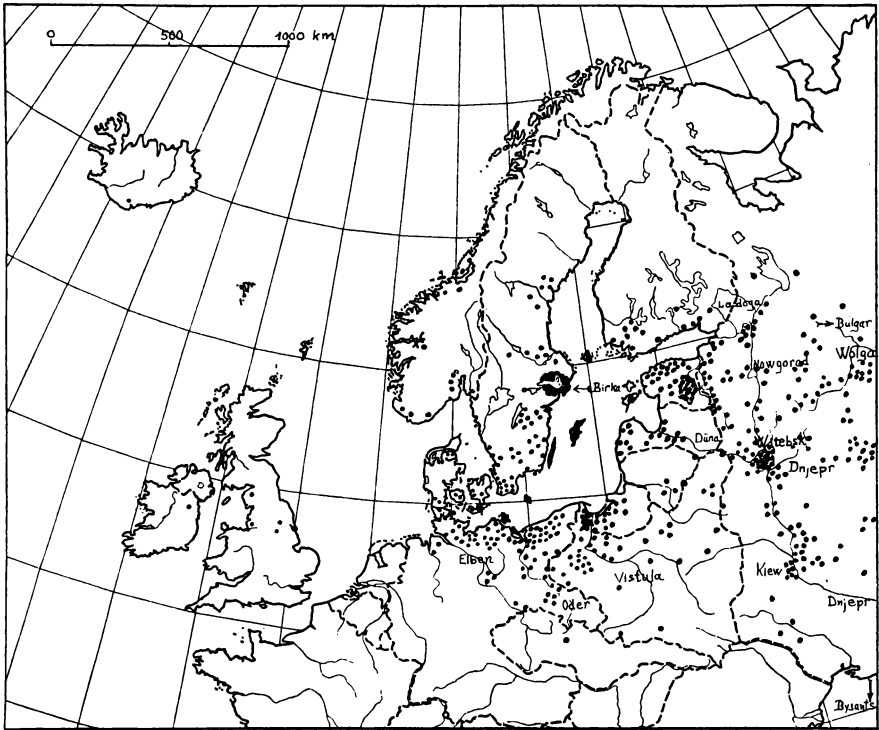 0 500 1000 km
Ladoga
Bulgar
Wolga
Nowgorod
Birka
Düna
Witebsk
Dnjepr
Elben
Vistula
Kiew
Oder
Dnjepr
Bysants